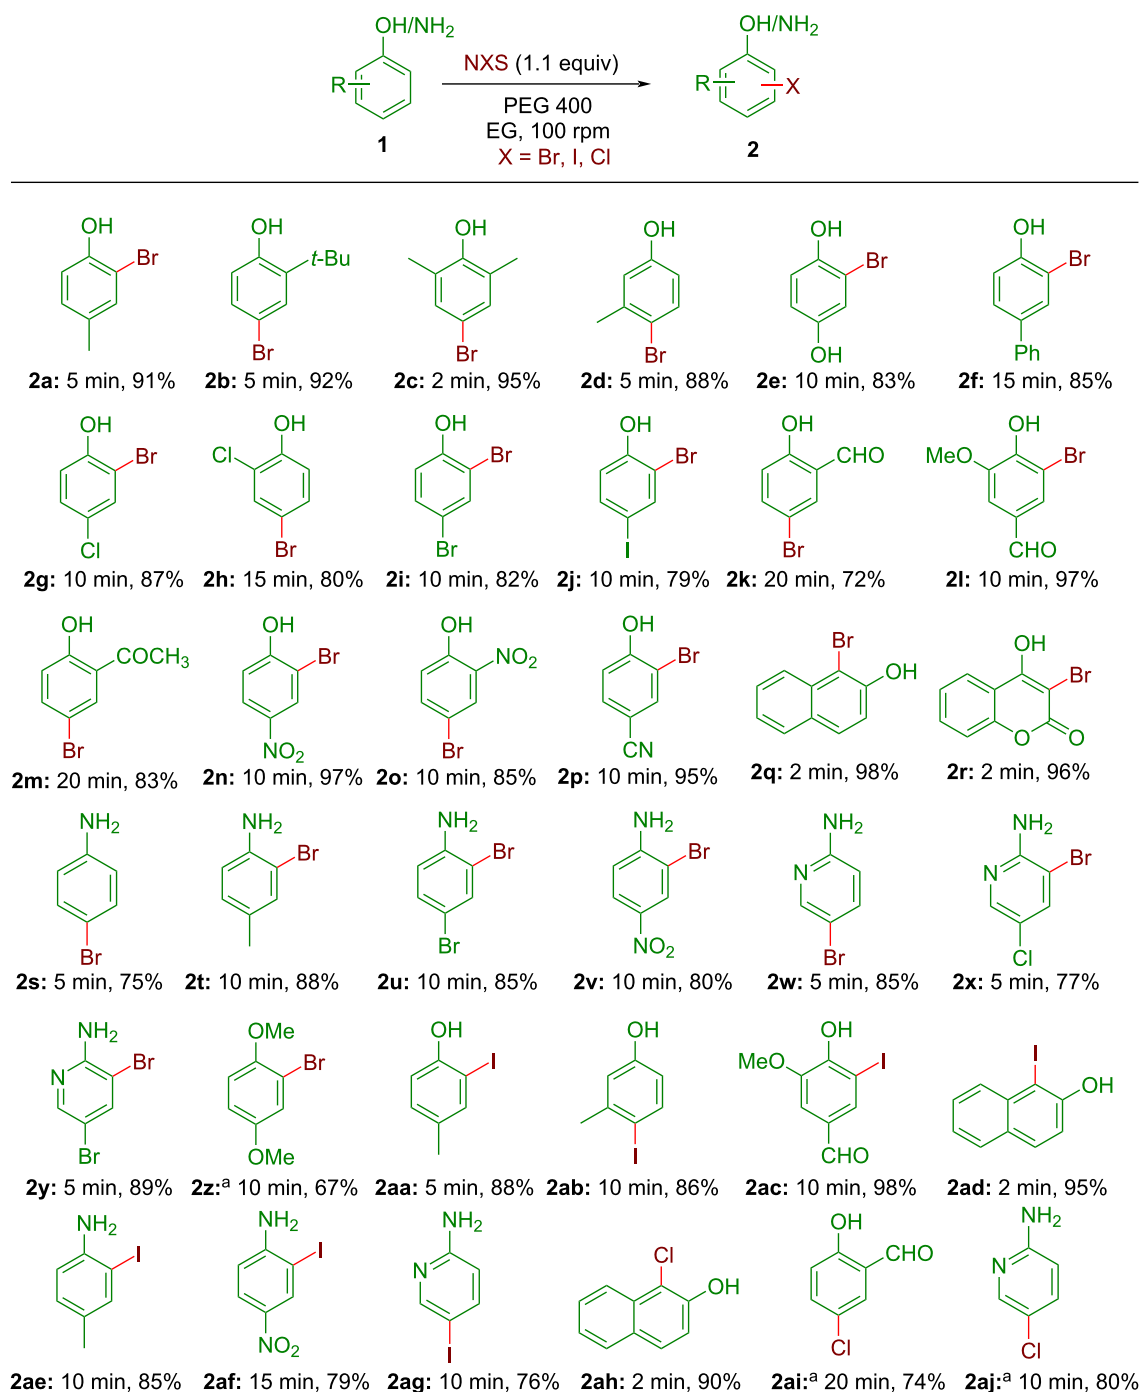 OH/NH₂
OH/NH₂
NXS (1.1 equiv)
R
R
X
PEG 400
EG, 100 rpm
X = Br, I, Cl
1
2
OH
Br
OH
t-Bu
Br
OH
Br
OH
Br
OH
Br
OH
OH
Br
Ph
2a: 5 min, 91%
2b: 5 min, 92%
2c: 2 min, 95%
2d: 5 min, 88%
2e: 10 min, 83%
2f: 15 min, 85%
OH
Br
Cl
OH
Cl
Br
OH
Br
Br
OH
Br
I
OH
CHO
Br
OH
MeO
Br
CHO
2g: 10 min, 87%
2h: 15 min, 80%
2i: 10 min, 82%
2j: 10 min, 79%
2k: 20 min, 72%
2l: 10 min, 97%
OH
COCH₃
Br
OH
Br
NO₂
OH
NO₂
Br
OH
Br
CN
Br
OH
OH
Br
O
O
2m: 20 min, 83%
2n: 10 min, 97%
2o: 10 min, 85%
2p: 10 min, 95%
2q: 2 min, 98%
2r: 2 min, 96%
NH₂
Br
NH₂
Br
NH₂
Br
Br
NH₂
Br
NO₂
NH₂
N
Br
NH₂
N
Br
Cl
2s: 5 min, 75%
2t: 10 min, 88%
2u: 10 min, 85%
2v: 10 min, 80%
2w: 5 min, 85%
2x: 5 min, 77%
NH₂
N
Br
Br
OMe
Br
OMe
OH
I
OH
I
OH
MeO
I
CHO
I
OH
2y: 5 min, 89%
2z:ᵃ 10 min, 67%
2aa: 5 min, 88%
2ab: 10 min, 86%
2ac: 10 min, 98%
2ad: 2 min, 95%
NH₂
I
NH₂
I
NO₂
NH₂
N
I
Cl
OH
OH
CHO
Cl
NH₂
N
Cl
2ae: 10 min, 85%
2af: 15 min, 79%
2ag: 10 min, 76%
2ah: 2 min, 90%
2ai:ᵃ 20 min, 74%
2aj:ᵃ 10 min, 80%